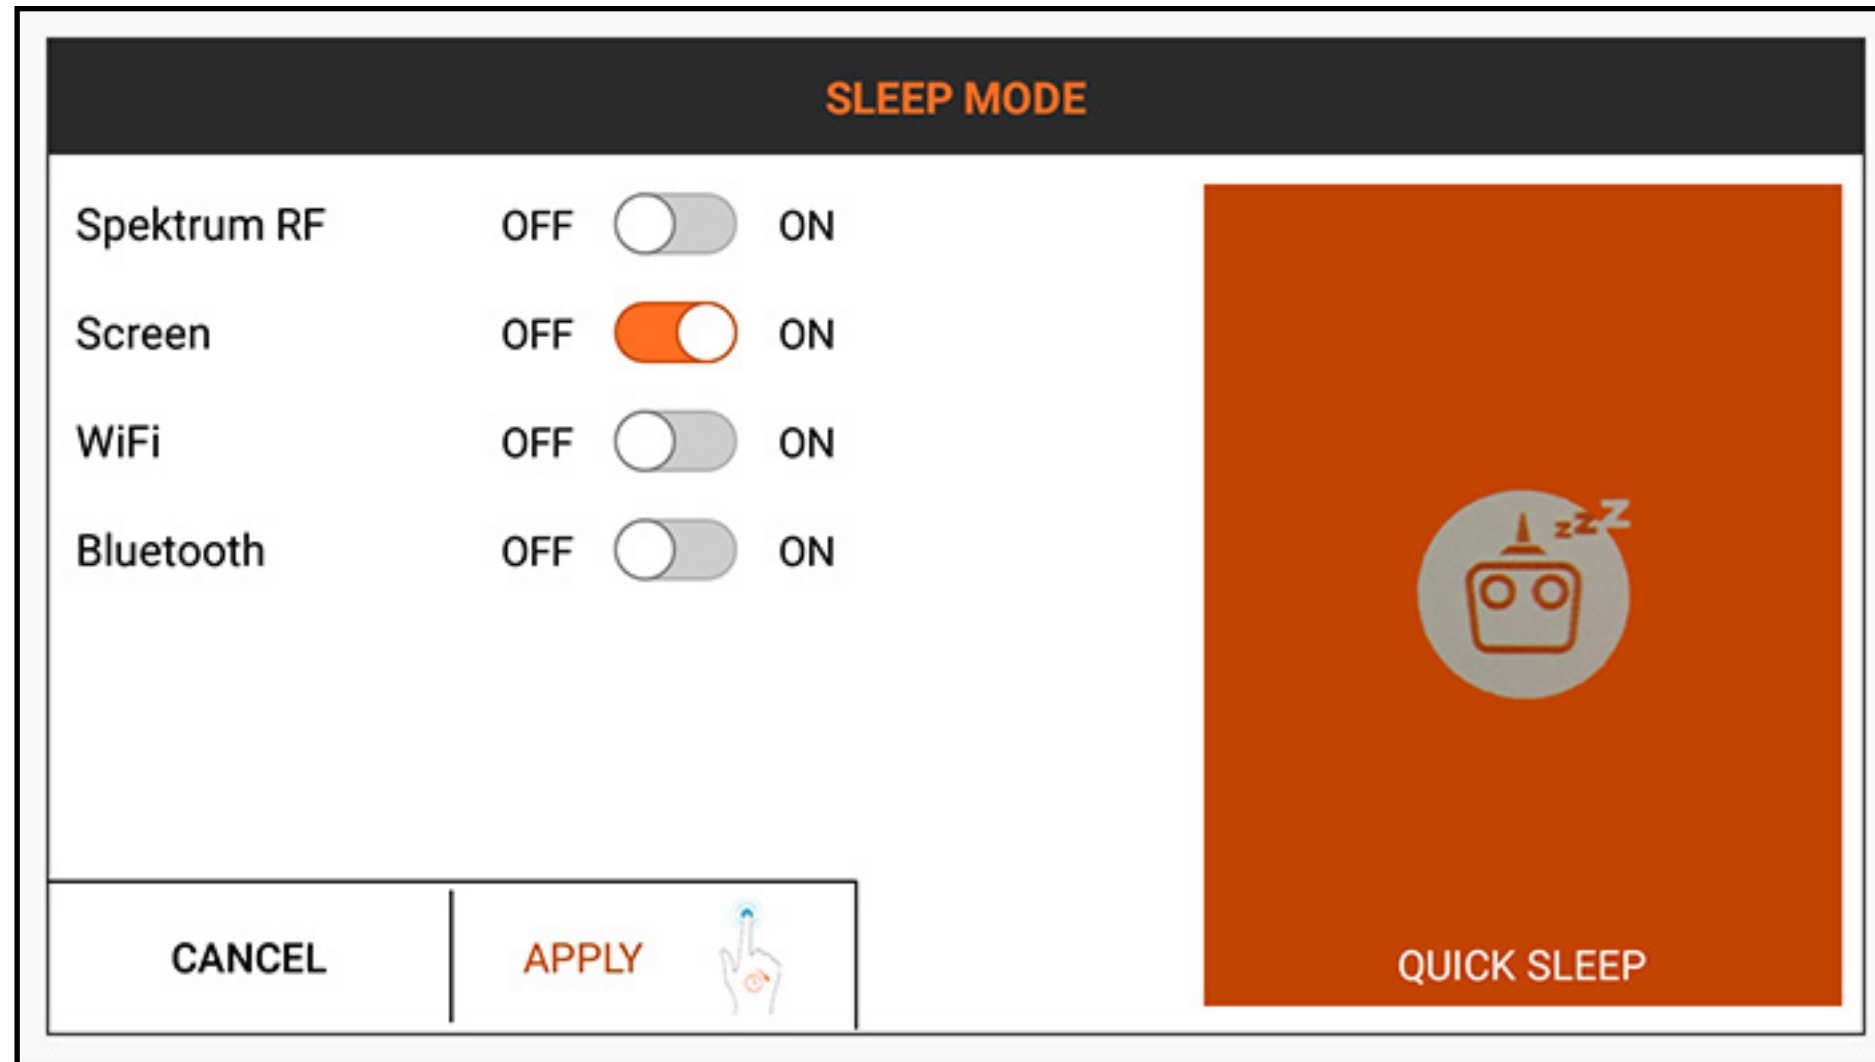 SLEEP MODE
Spektrum RF OFF ON
Screen OFF ON
WiFi OFF ON
Bluetooth OFF ON
CANCEL APPLY
zzZ
QUICK SLEEP